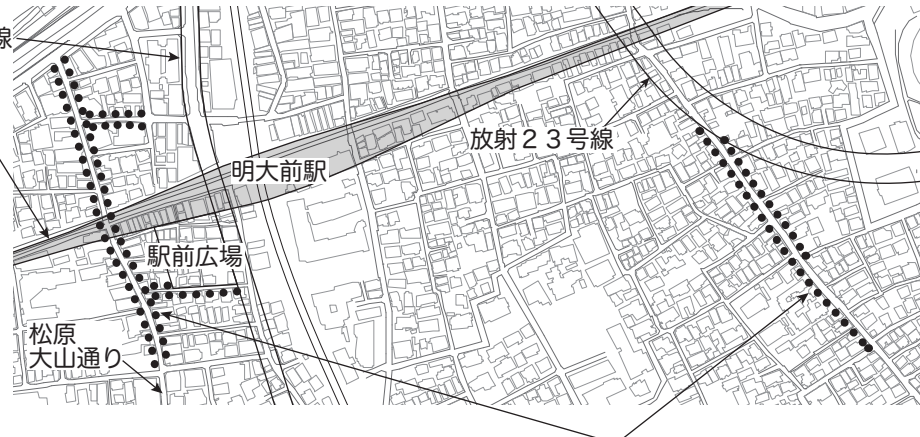 線
放射２３号線
明大前駅
駅前広場
松原
大山通り